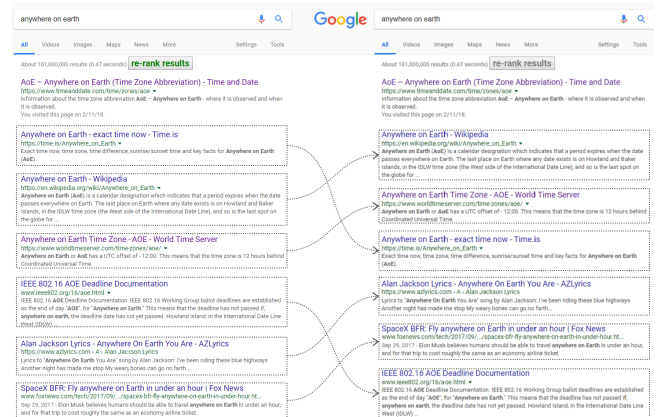 anywhere on earth
Google
anywhere on earth
All Videos Images Maps News More Settings Tools
About 101,000,000 results (0.47 seconds) re-rank results
AoE – Anywhere on Earth (Time Zone Abbreviation) - Time and Date
https://www.timeanddate.com/time/zones/aoe
Information about the time zone abbreviation AoE – Anywhere on Earth - where it is observed and when
it is observed.
You visited this page on 2/11/18.
Anywhere on Earth - exact time now - Time.is
https://time.is/Anywhere_on_Earth
Exact time now, time zone, time difference, sunrise/sunset time and key facts for Anywhere on Earth
(AoE).
Anywhere on Earth - Wikipedia
https://en.wikipedia.org/wiki/Anywhere_on_Earth
Anywhere on Earth (AoE) is a calendar designation which indicates that a period expires when the date
passes everywhere on Earth. The last place on Earth where any date exists is on Howland and Baker
islands, in the IDLW time zone (the West side of the International Date Line), and so is the last spot on
the globe for ...
Anywhere on Earth Time Zone - AOE - World Time Server
https://www.worldtimeserver.com/time-zones/aoe/
Anywhere on Earth or AoE has a UTC offset of - 12:00. This means that the time zone is 12 hours behind
Coordinated Universal Time.
IEEE 802.16 AOE Deadline Documentation
www.ieee802.org/16/aoe.html
IEEE 802.16 AOE Deadline Documentation. IEEE 802.16 Working Group ballot deadlines are established
as the end of day "AOE", for "Anywhere on Earth." This means that the deadline has not passed if,
anywhere on earth, the deadline date has not yet passed. Howland Island, in the International Date Line
West (IDLW) ...
Alan Jackson Lyrics - Anywhere On Earth You Are - AZLyrics
https://www.azlyrics.com › A › Alan Jackson Lyrics
Lyrics to "Anywhere On Earth You Are" song by Alan Jackson: I've been riding these blue highways
Another night has made me stop My weary bones can go no farth...
SpaceX BFR: Fly anywhere on Earth in under an hour | Fox News
www.foxnews.com/tech/2017/09/.../spacex-bfr-fly-anywhere-on-earth-in-under-hour.ht...
Sep 29, 2017 - Elon Musk believes humans should be able to travel anywhere on Earth in under an hour,
and for that trip to cost roughly the same as an economy airline ticket.
All Videos Images Maps News More Settings Tools
About 101,000,000 results (0.47 seconds) re-rank results
AoE – Anywhere on Earth (Time Zone Abbreviation) - Time and Date
https://www.timeanddate.com/time/zones/aoe
Information about the time zone abbreviation AoE – Anywhere on Earth - where it is observed and when
it is observed.
You visited this page on 2/11/18.
Anywhere on Earth - Wikipedia
https://en.wikipedia.org/wiki/Anywhere_on_Earth
Anywhere on Earth (AoE) is a calendar designation which indicates that a period expires when the date
passes everywhere on Earth. The last place on Earth where any date exists is on Howland and Baker
islands, in the IDLW time zone (the West side of the International Date Line), and so is the last spot on
the globe for ...
Anywhere on Earth Time Zone - AOE - World Time Server
https://www.worldtimeserver.com/time-zones/aoe/
Anywhere on Earth or AoE has a UTC offset of - 12:00. This means that the time zone is 12 hours behind
Coordinated Universal Time.
Anywhere on Earth - exact time now - Time.is
https://time.is/Anywhere_on_Earth
Exact time now, time zone, time difference, sunrise/sunset time and key facts for Anywhere on Earth
(AoE).
Alan Jackson Lyrics - Anywhere On Earth You Are - AZLyrics
https://www.azlyrics.com › A › Alan Jackson Lyrics
Lyrics to "Anywhere On Earth You Are" song by Alan Jackson: I've been riding these blue highways
Another night has made me stop My weary bones can go no farth...
SpaceX BFR: Fly anywhere on Earth in under an hour | Fox News
www.foxnews.com/tech/2017/09/.../spacex-bfr-fly-anywhere-on-earth-in-under-hour.ht...
Sep 29, 2017 - Elon Musk believes humans should be able to travel anywhere on Earth in under an hour,
and for that trip to cost roughly the same as an economy airline ticket.
IEEE 802.16 AOE Deadline Documentation
www.ieee802.org/16/aoe.html
IEEE 802.16 AOE Deadline Documentation. IEEE 802.16 Working Group ballot deadlines are established
as the end of day "AOE", for "Anywhere on Earth." This means that the deadline has not passed if,
anywhere on earth, the deadline date has not yet passed. Howland Island, in the International Date Line
West (IDLW) ...